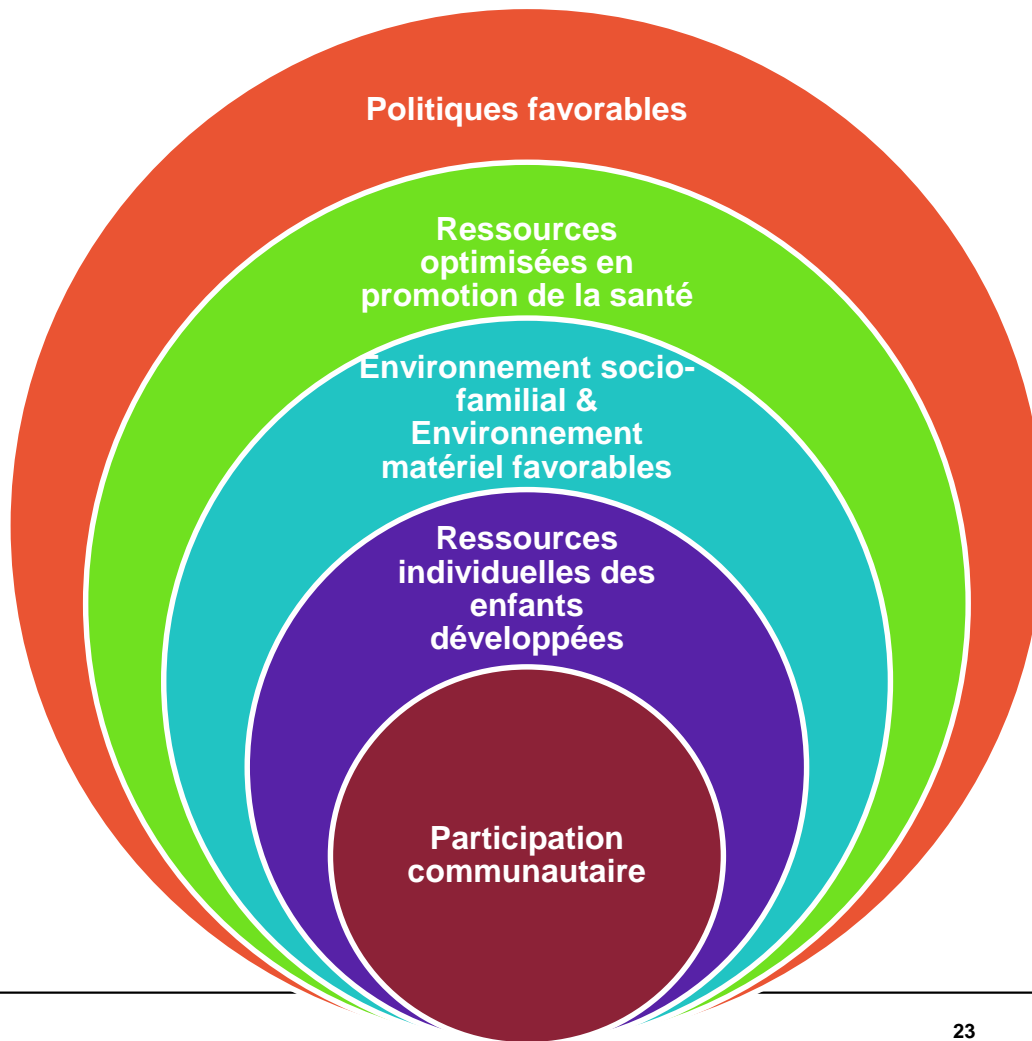 Politiques favorables
Ressources
optimisées en
promotion de la santé
Environnement socio-
familial &
Environnement
matériel favorables
Ressources
individuelles des
enfants
développées
Participation
communautaire
23